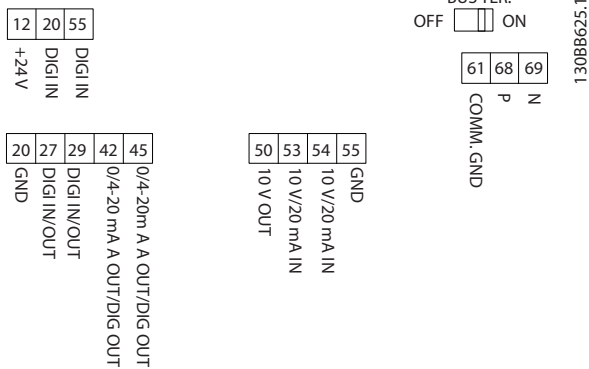 BUS TER.
OFF ON
130BB625.1
12 20 55
+24V
DIGI IN
DIGI IN
61 68 69
COMM. GND
P
N
20 27 29 42 45
GND
DIGI IN/OUT
DIGI IN/OUT
0/4-20 mA A OUT/DIG OUT
0/4-20m A A OUT/DIG OUT
50 53 54 55
10 V OUT
10 V/20 mA IN
10 V/20 mA IN
GND